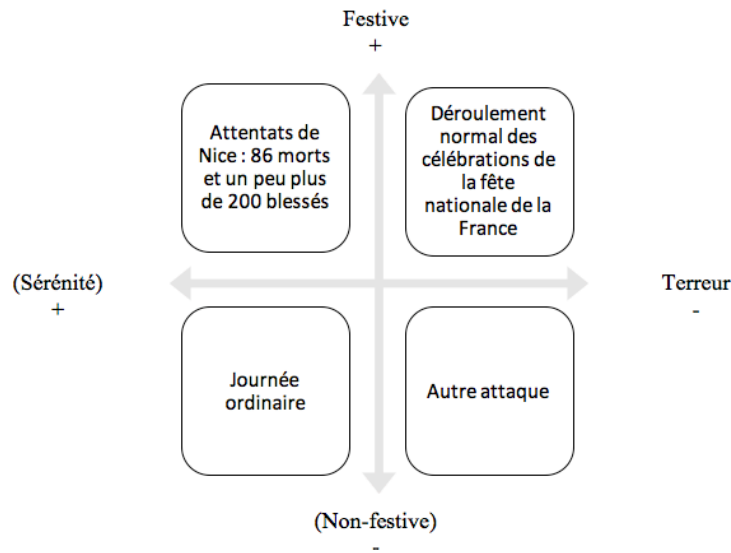 Festive
+
Attentats de
Nice : 86 morts
et un peu plus
de 200 blessés
Déroulement
normal des
célébrations de
la fête
nationale de la
France
(Sérénité)
+
Terreur
-
Journée
ordinaire
Autre attaque
(Non-festive)
-